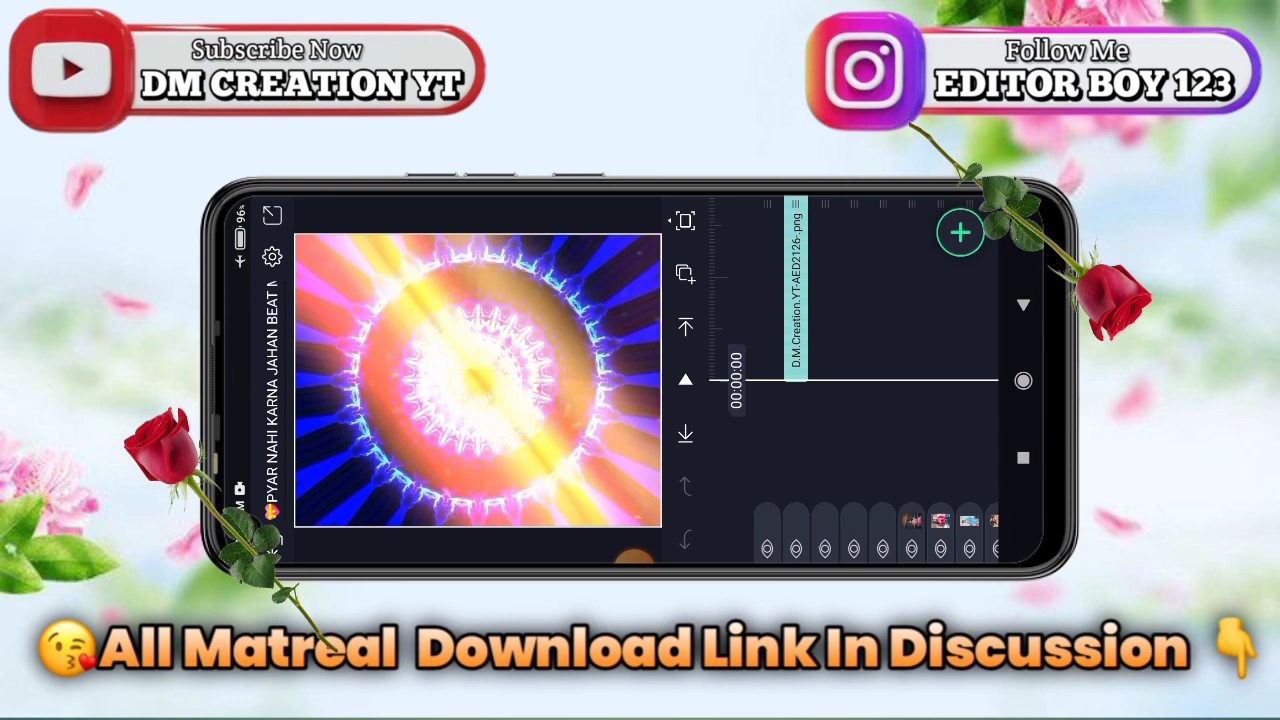 Subscribe Now
DM CREATION YT
Follow Me
EDITOR BOY 123
96%
PYAR NAHI KARNA JAHAN BEAT
D.M.Creation.YT-AED2126-.png
00:00:00
😘All Matreal Download Link In Discussion 👇